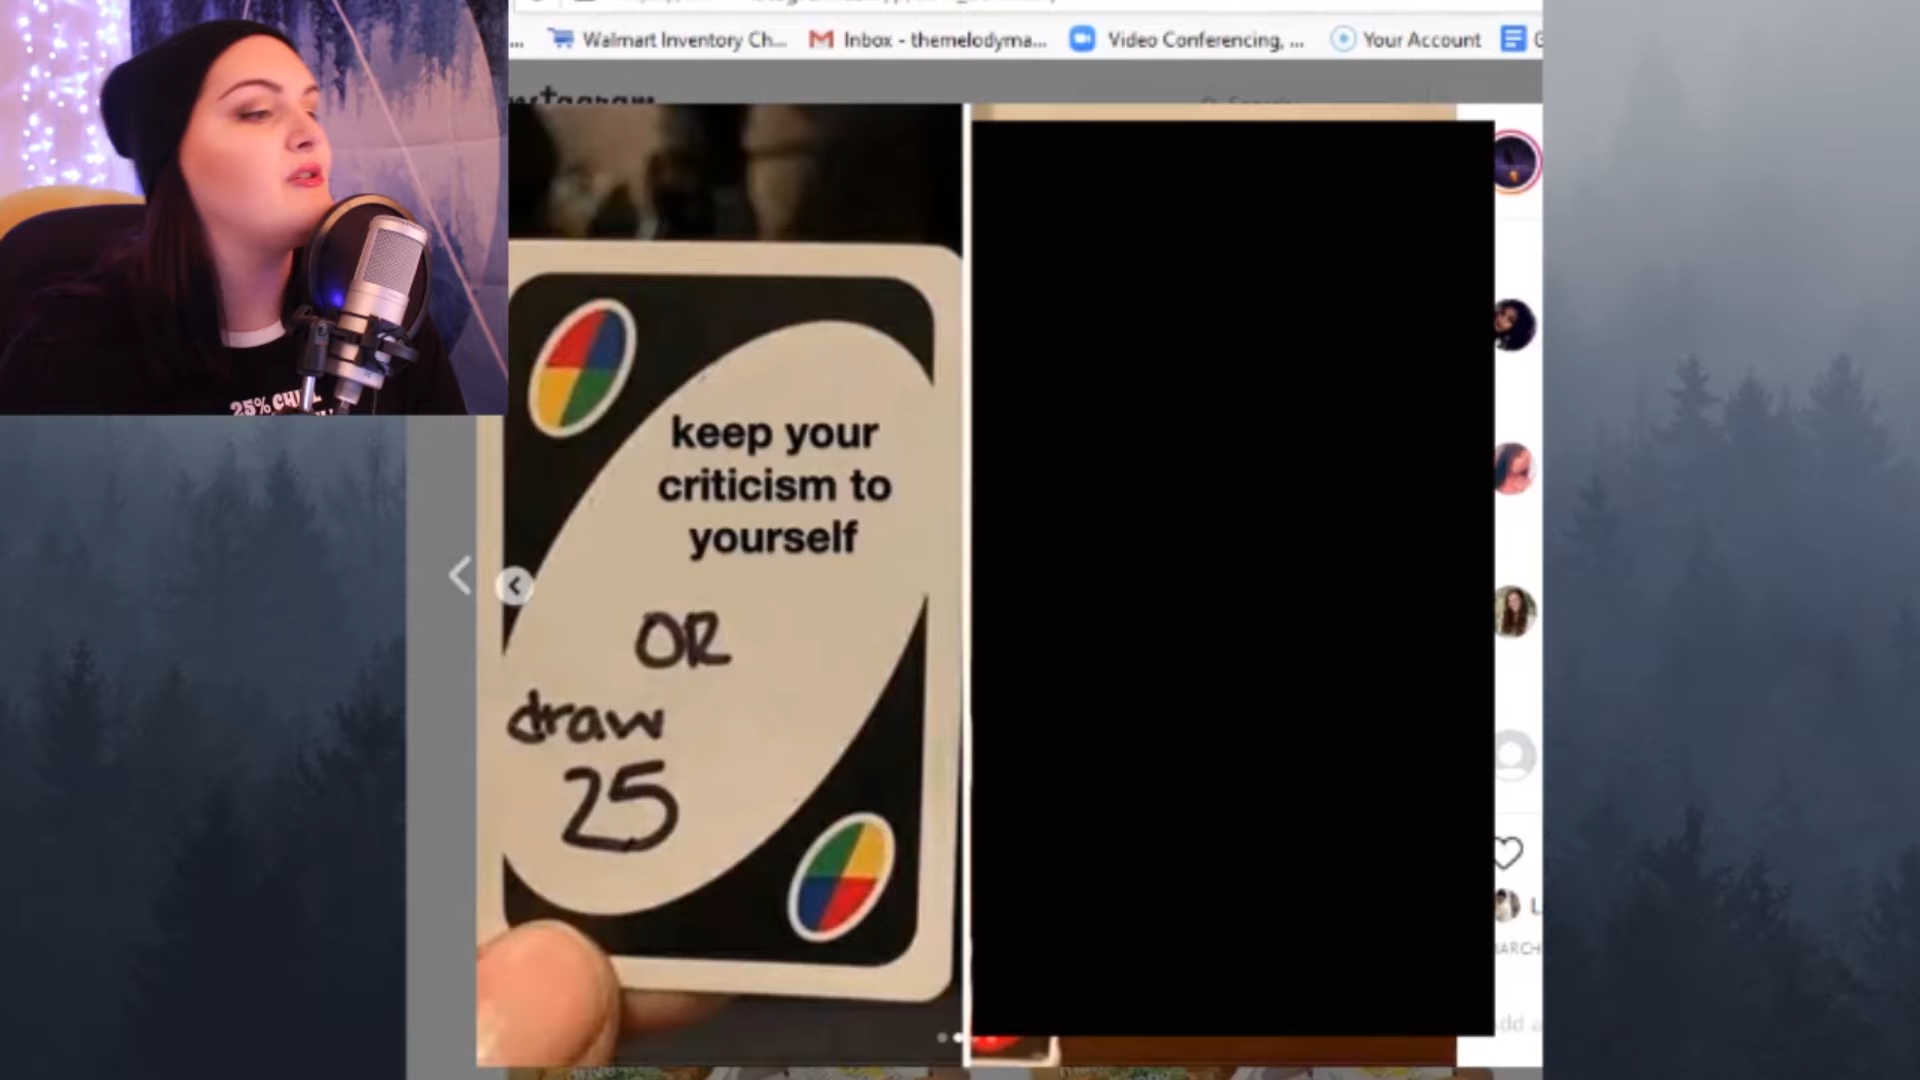 ... Walmart Inventory Ch... Inbox - themelodyma... Video Conferencing, ... Your Account
keep your
criticism to
yourself
OR
draw
25
25% CH
L
ARCH